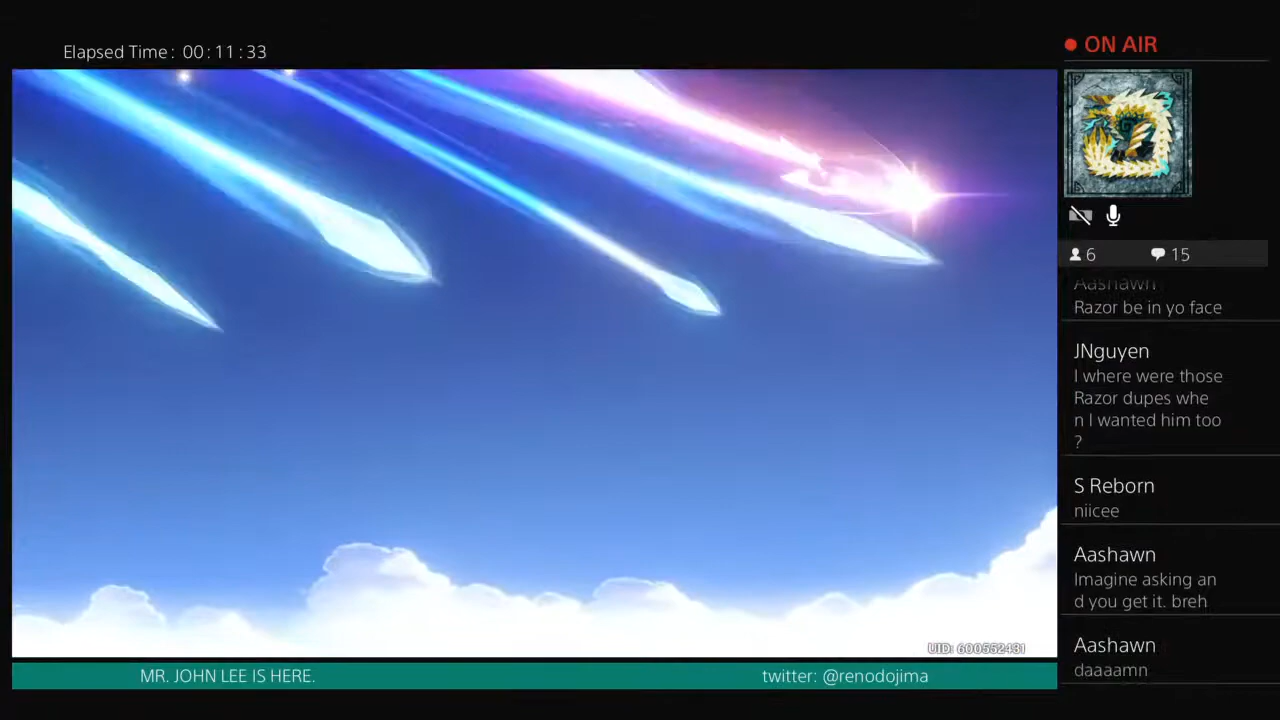 Elapsed Time: 00:11:33
ON AIR
6 15
Aashawn
Razor be in yo face
JNguyen
I where were those
Razor dupes whe
n I wanted him too
?
S Reborn
niicee
Aashawn
Imagine asking an
d you get it. breh
Aashawn
daaaamn
UID: 600552431
MR. JOHN LEE IS HERE.
twitter: @renodojima